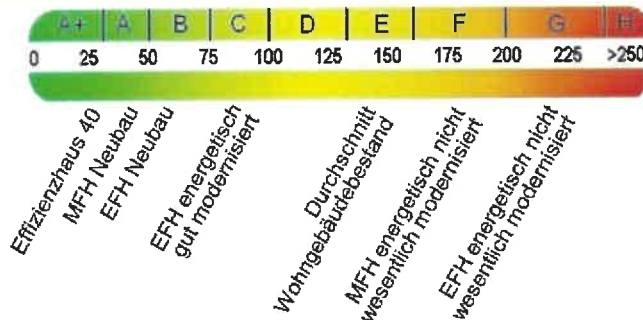 A+ A B C D E F G H
0 25 50 75 100 125 150 175 200 225 >250
Effizienzhaus 40
MFH Neubau
EFH Neubau
EFH energetisch
gut modernisiert
Durchschnitt
Wohngebäudebestand
MFH energetisch nicht
wesentlich modernisiert
EFH energetisch nicht
wesentlich modernisiert